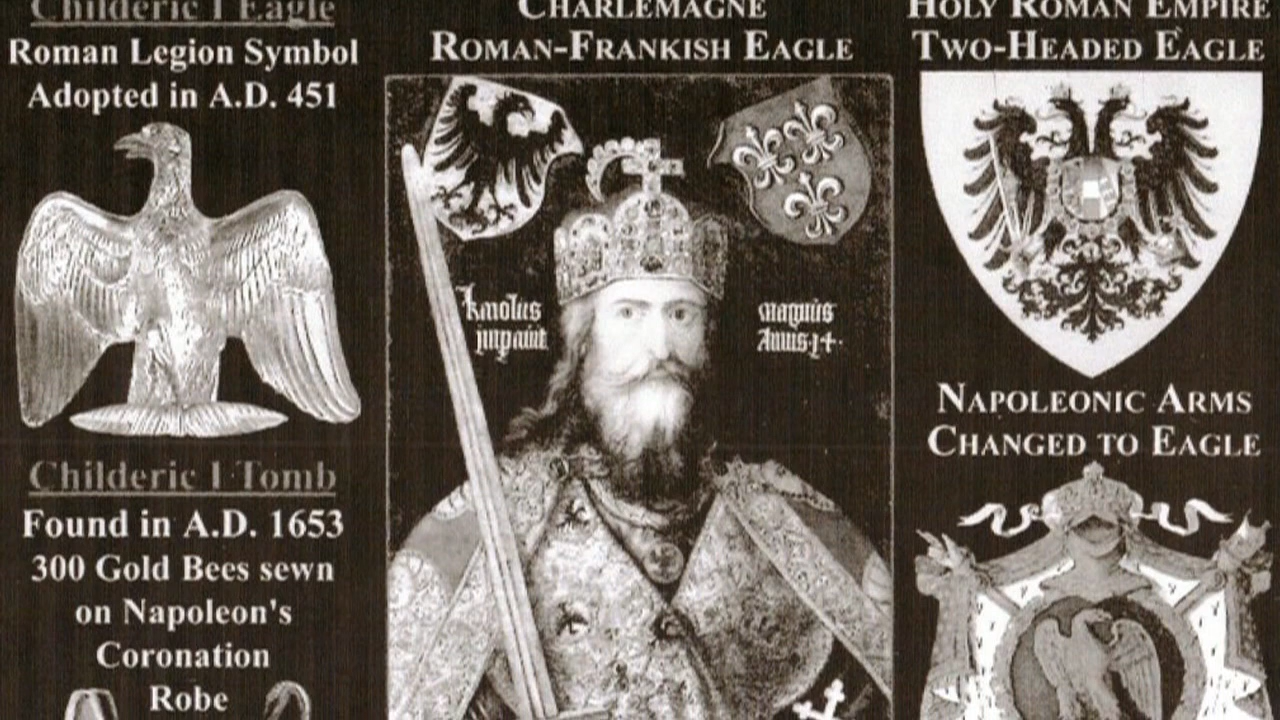 Childeric I Eagle
Roman Legion Symbol
Adopted in A.D. 451
Childeric I Tomb
Found in A.D. 1653
300 Gold Bees sewn
on Napoleon's
Coronation
Robe
CHARLEMAGNE
ROMAN-FRANKISH EAGLE
karolus
magnus
HOLY ROMAN EMPIRE
TWO-HEADED EAGLE
NAPOLEONIC ARMS
CHANGED TO EAGLE